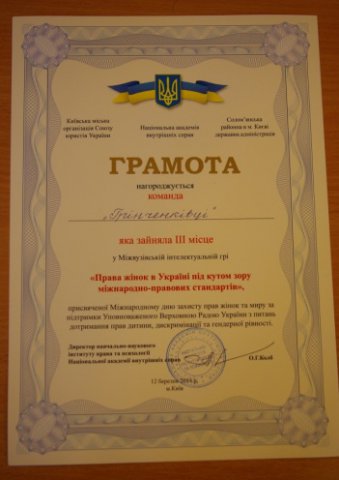 Київська міська
організація Союзу
юристів України
Національна академія
внутрішніх справ
Солом'янська
районна в м. Києві
державна адміністрація
ГРАМОТА
нагороджується
команда
„Грінченківці”
яка зайняла ІІІ місце
у Міжвузівській інтелектуальній грі
«Права жінок в Україні під кутом зору
міжнародно-правових стандартів»,
присвяченої Міжнародному дню захисту прав жінок та миру за
підтримки Уповноваженого Верховною Радою України з питань
дотримання прав дитини, дискримінації та гендерної рівності.
Директор навчально-наукового
інституту права та психології
Національної академії внутрішніх справ
О.Г.Колб
12 березня
м.Київ